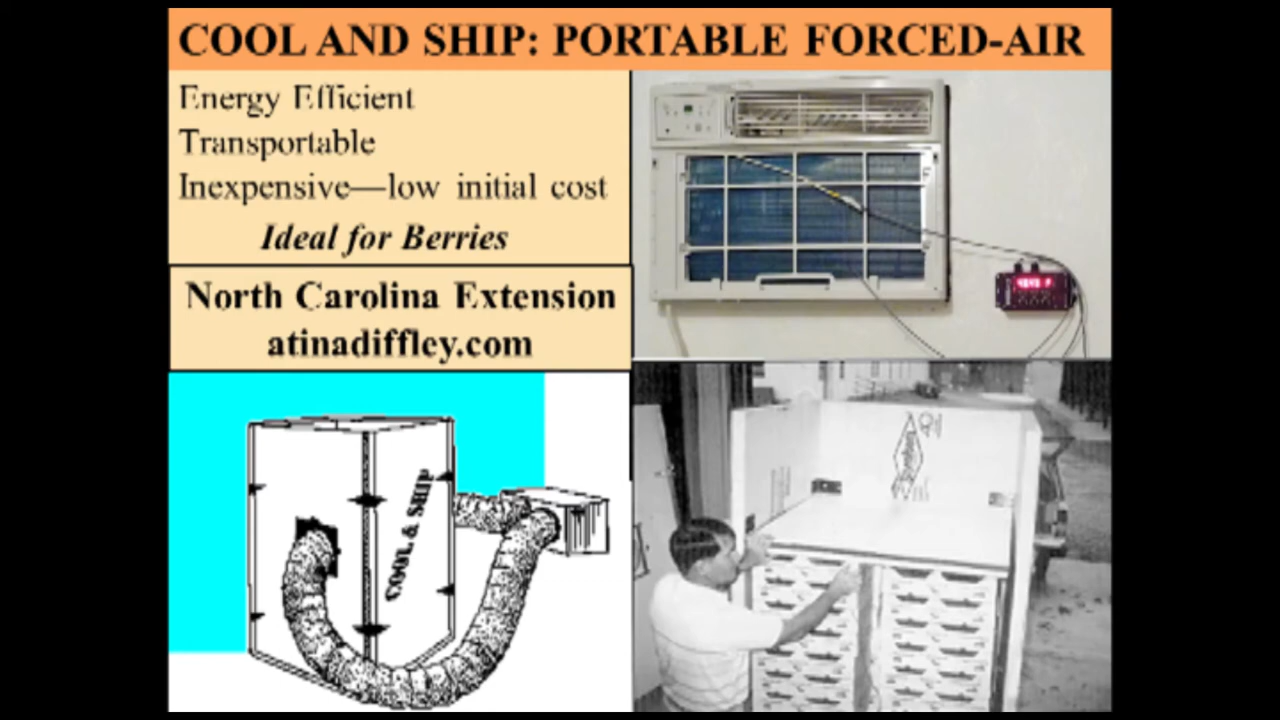 COOL AND SHIP: PORTABLE FORCED-AIR
Energy Efficient
Transportable
Inexpensive—low initial cost
Ideal for Berries
North Carolina Extension
atinadiffley.com
COOL & SHIP